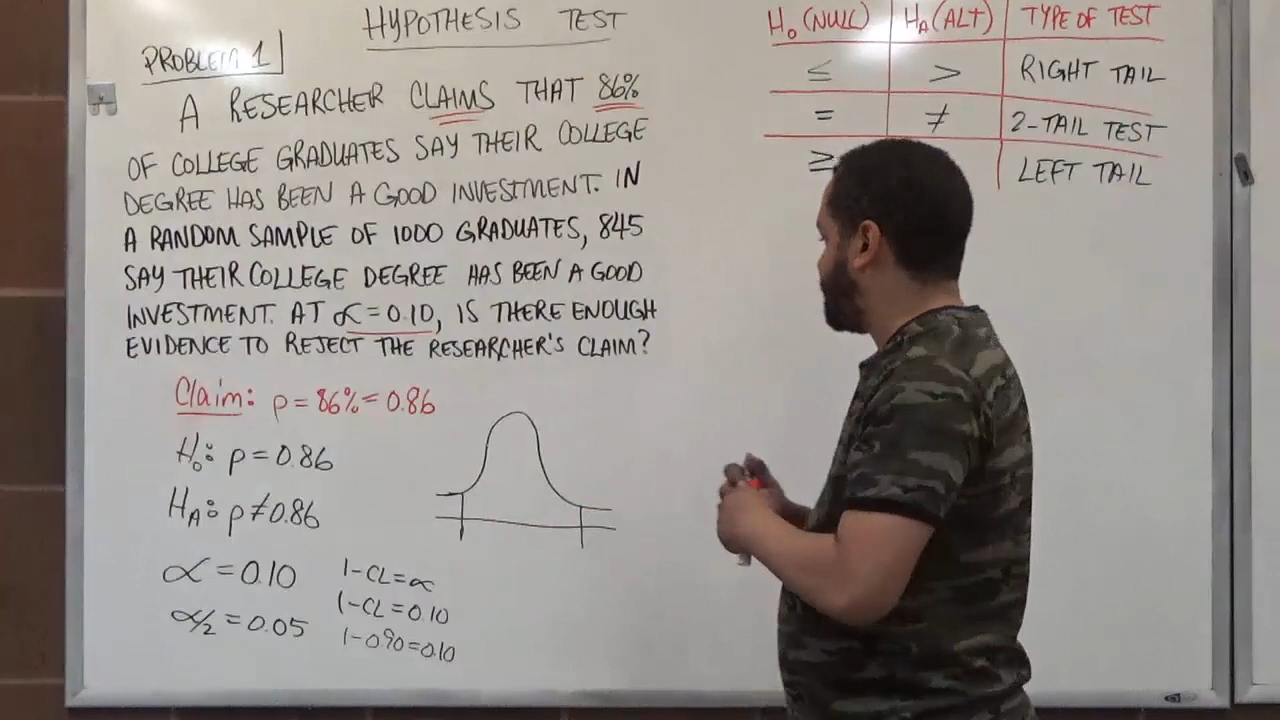 HYPOTHESIS TEST
PROBLEM 1
A RESEARCHER CLAIMS THAT 86%
OF COLLEGE GRADUATES SAY THEIR COLLEGE
DEGREE HAS BEEN A GOOD INVESTMENT. IN
A RANDOM SAMPLE OF 1000 GRADUATES, 845
SAY THEIR COLLEGE DEGREE HAS BEEN A GOOD
INVESTMENT. AT α = 0.10, IS THERE ENOUGH
EVIDENCE TO REJECT THE RESEARCHER'S CLAIM?
Claim: p = 86% = 0.86
H₀: p = 0.86
Hₐ: p ≠ 0.86
α = 0.10
α/2 = 0.05
1-CL = α
1-CL = 0.10
1-0.90 = 0.10
H₀ (NULL) Hₐ (ALT) TYPE OF TEST
≤ > RIGHT TAIL
= ≠ 2-TAIL TEST
≥ LEFT TAIL